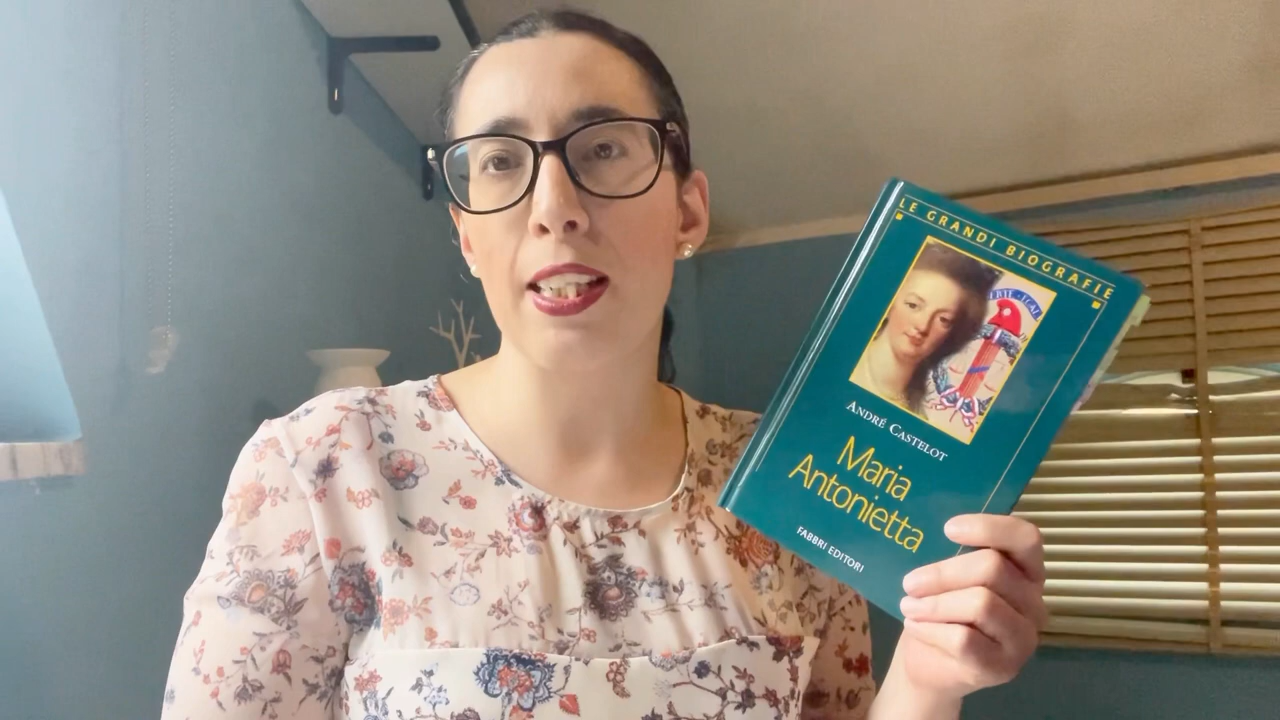 LE GRANDI BIOGRAFIE
ANDRÉ CASTELOT
Maria
Antonietta
FABBRI EDITORI